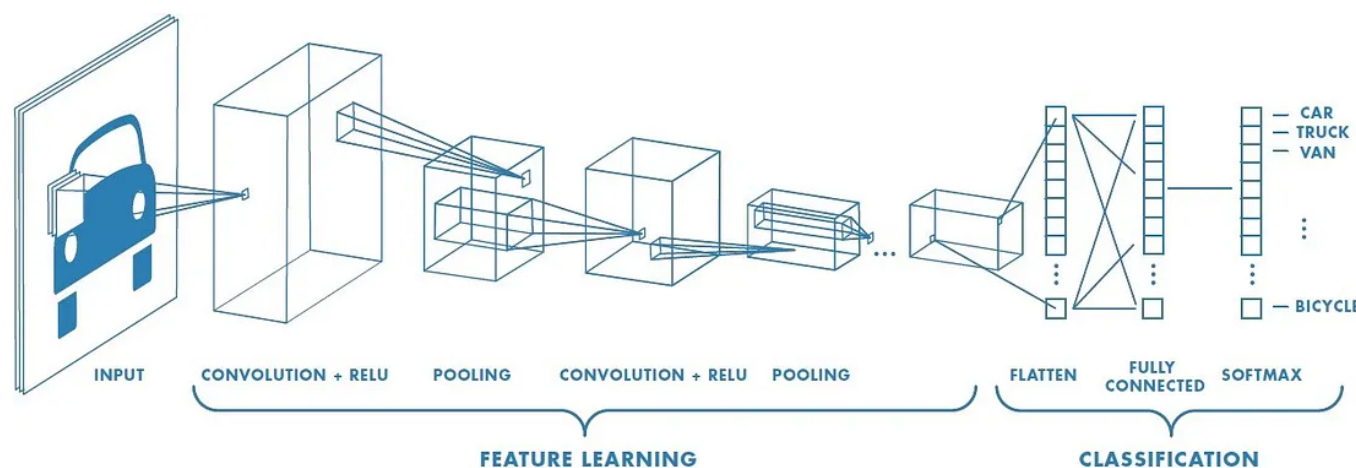 CAR
TRUCK
VAN
BICYCLE
INPUT
CONVOLUTION + RELU
POOLING
CONVOLUTION + RELU
POOLING
FLATTEN
FULLY
CONNECTED
SOFTMAX
FEATURE LEARNING
CLASSIFICATION